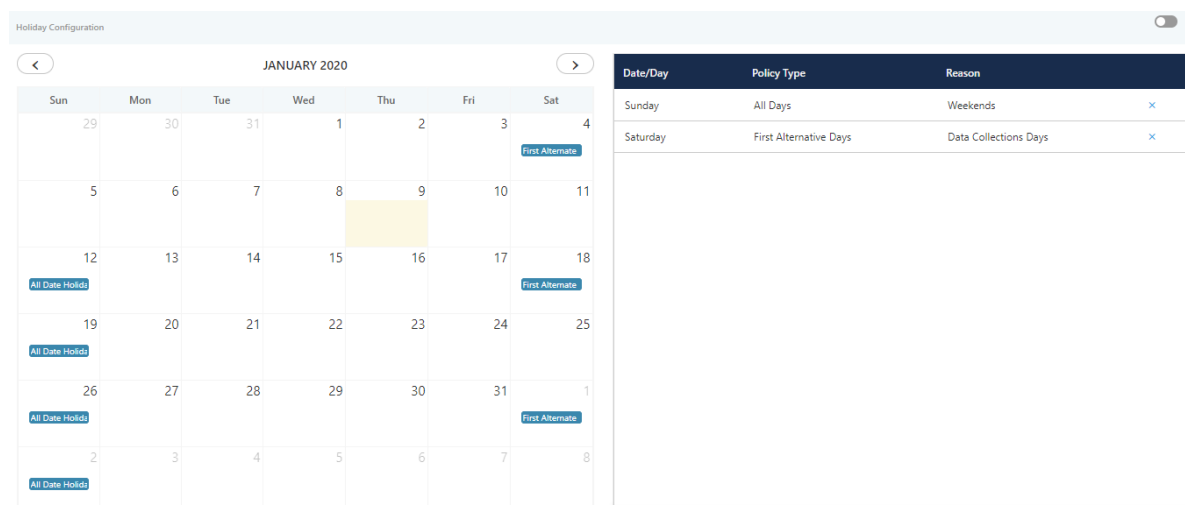 Holiday Configuration
JANUARY 2020
Sun Mon Tue Wed Thu Fri Sat
29 30 31 1 2 3 4
First Alternate
5 6 7 8 9 10 11
12 13 14 15 16 17 18
All Date Holida First Alternate
19 20 21 22 23 24 25
All Date Holida
26 27 28 29 30 31 1
All Date Holida First Alternate
2 3 4 5 6 7 8
All Date Holida
Date/Day Policy Type Reason
Sunday All Days Weekends
Saturday First Alternative Days Data Collections Days